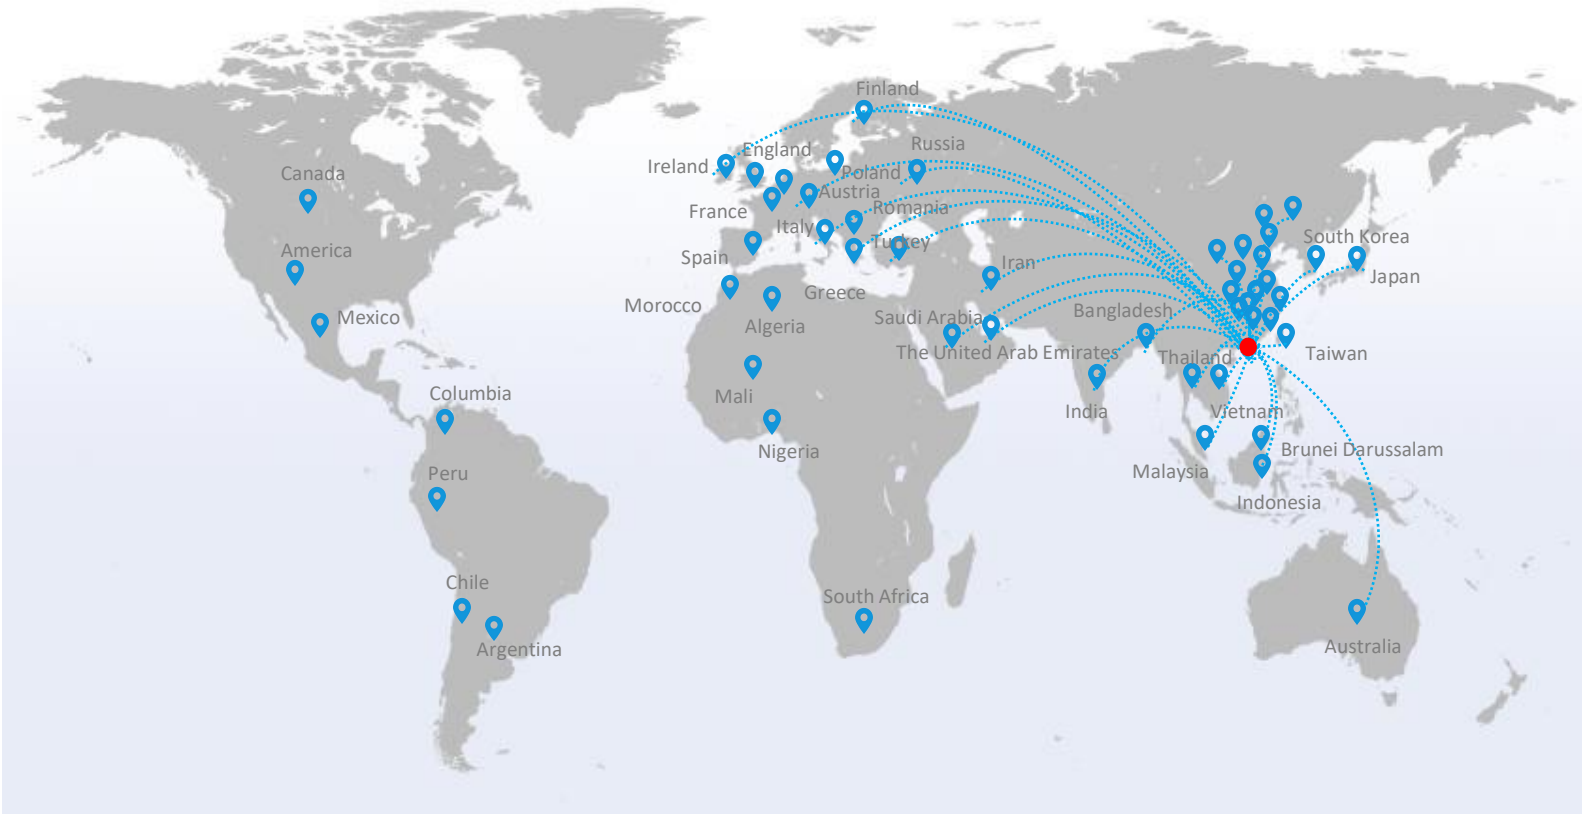 Finland
England
Russia
Ireland
Poland
Canada
Austria
France
Romania
Italy
South Korea
Turkey
America
Spain
Iran
Japan
Greece
Morocco
Bangladesh
Saudi Arabia
Mexico
Algeria
The United Arab Emirates
Thailand
Taiwan
Columbia
Mali
India
Vietnam
Nigeria
Brunei Darussalam
Peru
Malaysia
Indonesia
Chile
South Africa
Argentina
Australia